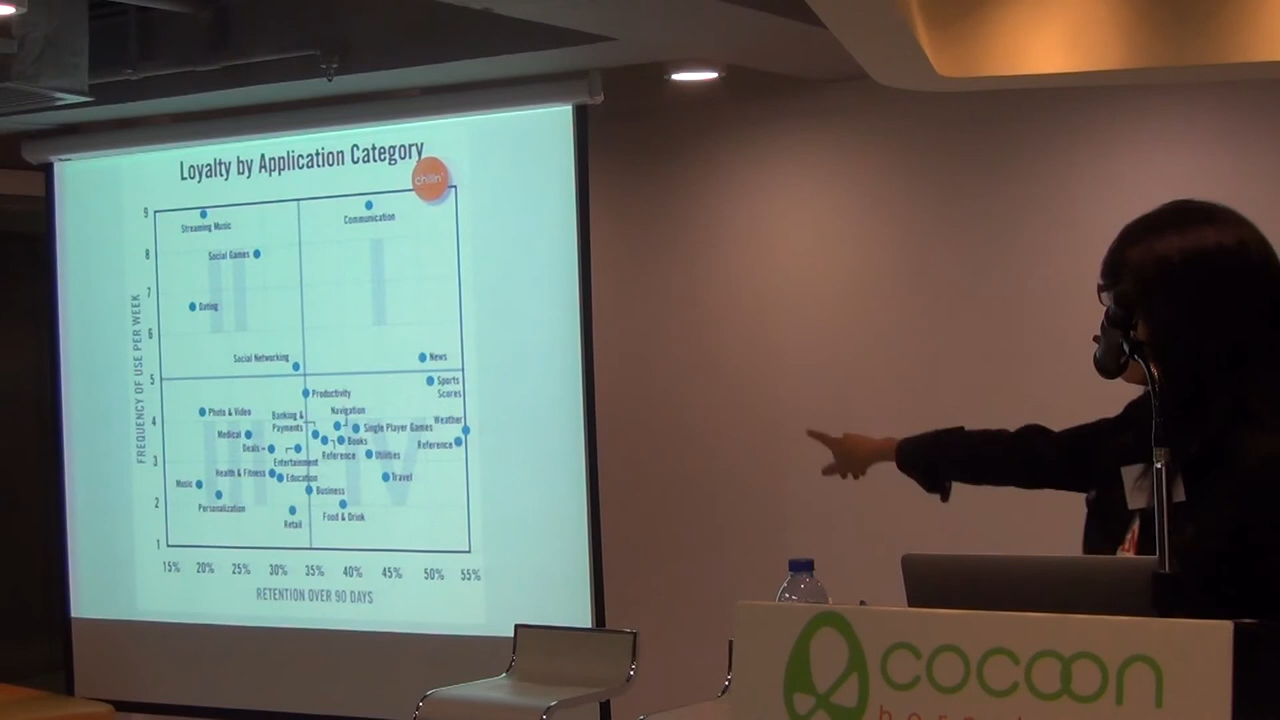 Loyalty by Application Category
chillin'
FREQUENCY OF USE PER WEEK
9
8
7
6
5
4
3
2
1
I
II
III
IV
Streaming Music
Communication
Social Games
Dating
Social Networking
News
Sports
Scores
Productivity
Photo & Video
Banking &
Payments
Navigation
Single Player Games
Weather
Medical
Books
Reference
Deals
Reference
Entertainment
Utilities
Health & Fitness
Education
Travel
Music
Business
Personalization
Retail
Food & Drink
15% 20% 25% 30% 35% 40% 45% 50% 55%
RETENTION OVER 90 DAYS
cocoon